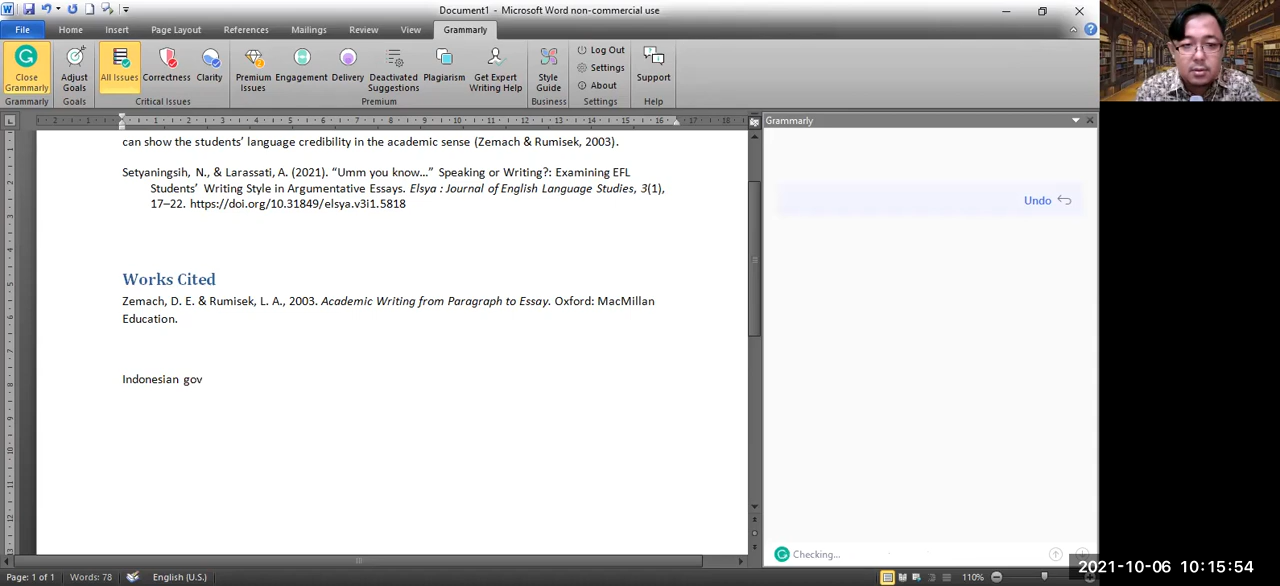 Document1 - Microsoft Word non-commercial use
File Home Insert Page Layout References Mailings Review View Grammarly
Close Grammarly
Adjust Goals
All Issues
Correctness
Clarity
Premium Issues
Engagement
Delivery
Deactivated Suggestions
Plagiarism
Get Expert Writing Help
Style Guide
Log Out
Settings
About
Support
Grammarly Goals Critical Issues Premium Business Settings Help
Grammarly
can show the students’ language credibility in the academic sense (Zemach & Rumisek, 2003).
Setyaningsih, N., & Larassati, A. (2021). “Umm you know…” Speaking or Writing?: Examining EFL
Students’ Writing Style in Argumentative Essays. Elsya : Journal of English Language Studies, 3(1),
17–22. https://doi.org/10.31849/elsya.v3i1.5818
Undo
Works Cited
Zemach, D. E. & Rumisek, L. A., 2003. Academic Writing from Paragraph to Essay. Oxford: MacMillan
Education.
Indonesian gov
Checking...
Page: 1 of 1 Words: 78 English (U.S.) 110%
2021-10-06 10:15:54